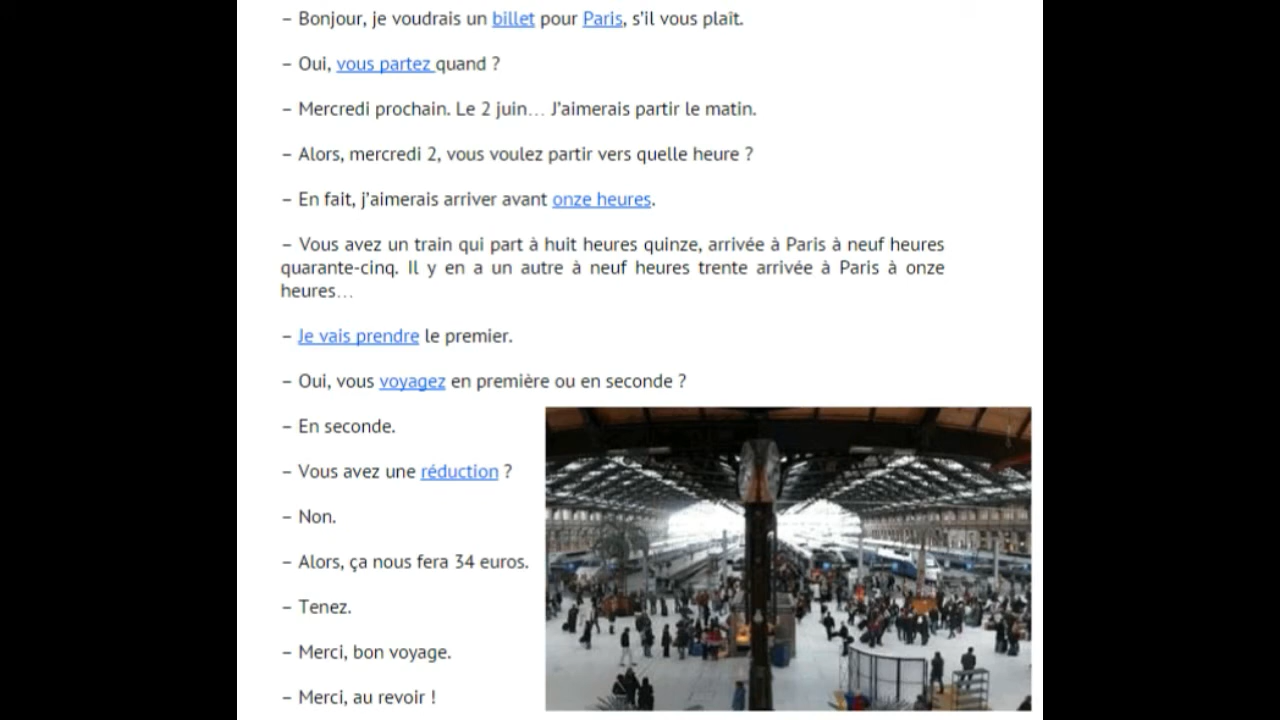 – Bonjour, je voudrais un billet pour Paris, s’il vous plaît.
– Oui, vous partez quand ?
– Mercredi prochain. Le 2 juin… J’aimerais partir le matin.
– Alors, mercredi 2, vous voulez partir vers quelle heure ?
– En fait, j’aimerais arriver avant onze heures.
– Vous avez un train qui part à huit heures quinze, arrivée à Paris à neuf heures
quarante-cinq. Il y en a un autre à neuf heures trente arrivée à Paris à onze
heures…
– Je vais prendre le premier.
– Oui, vous voyagez en première ou en seconde ?
– En seconde.
– Vous avez une réduction ?
– Non.
– Alors, ça nous fera 34 euros.
– Tenez.
– Merci, bon voyage.
– Merci, au revoir !